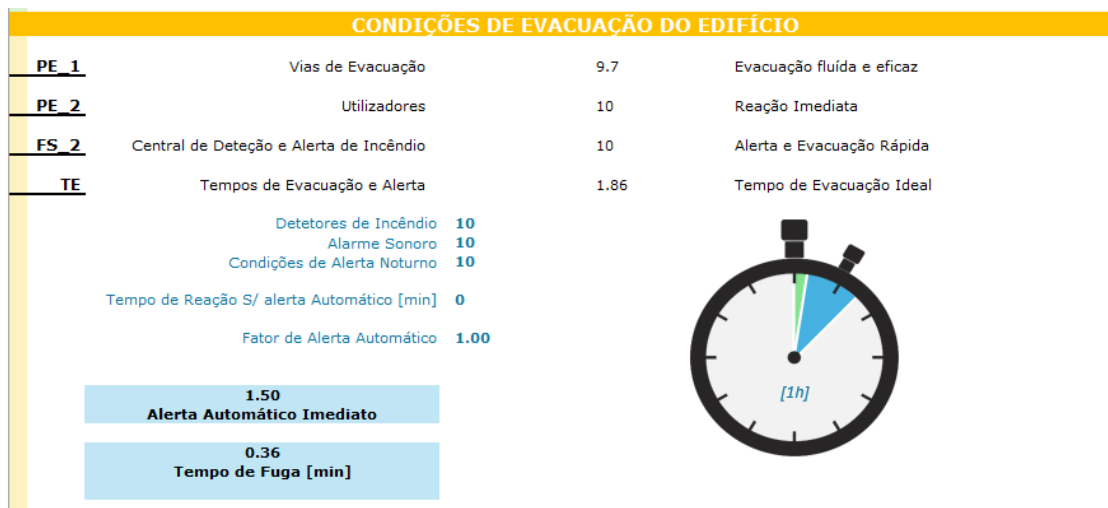 CONDIÇÕES DE EVACUAÇÃO DO EDIFÍCIO
PE_1 Vias de Evacuação 9.7 Evacuação fluída e eficaz
PE_2 Utilizadores 10 Reação Imediata
FS_2 Central de Deteção e Alerta de Incêndio 10 Alerta e Evacuação Rápida
TE Tempos de Evacuação e Alerta 1.86 Tempo de Evacuação Ideal
Detetores de Incêndio 10
Alarme Sonoro 10
Condições de Alerta Noturno 10
Tempo de Reação S/ alerta Automático [min] 0
Fator de Alerta Automático 1.00
1.50
Alerta Automático Imediato
[1h]
0.36
Tempo de Fuga [min]